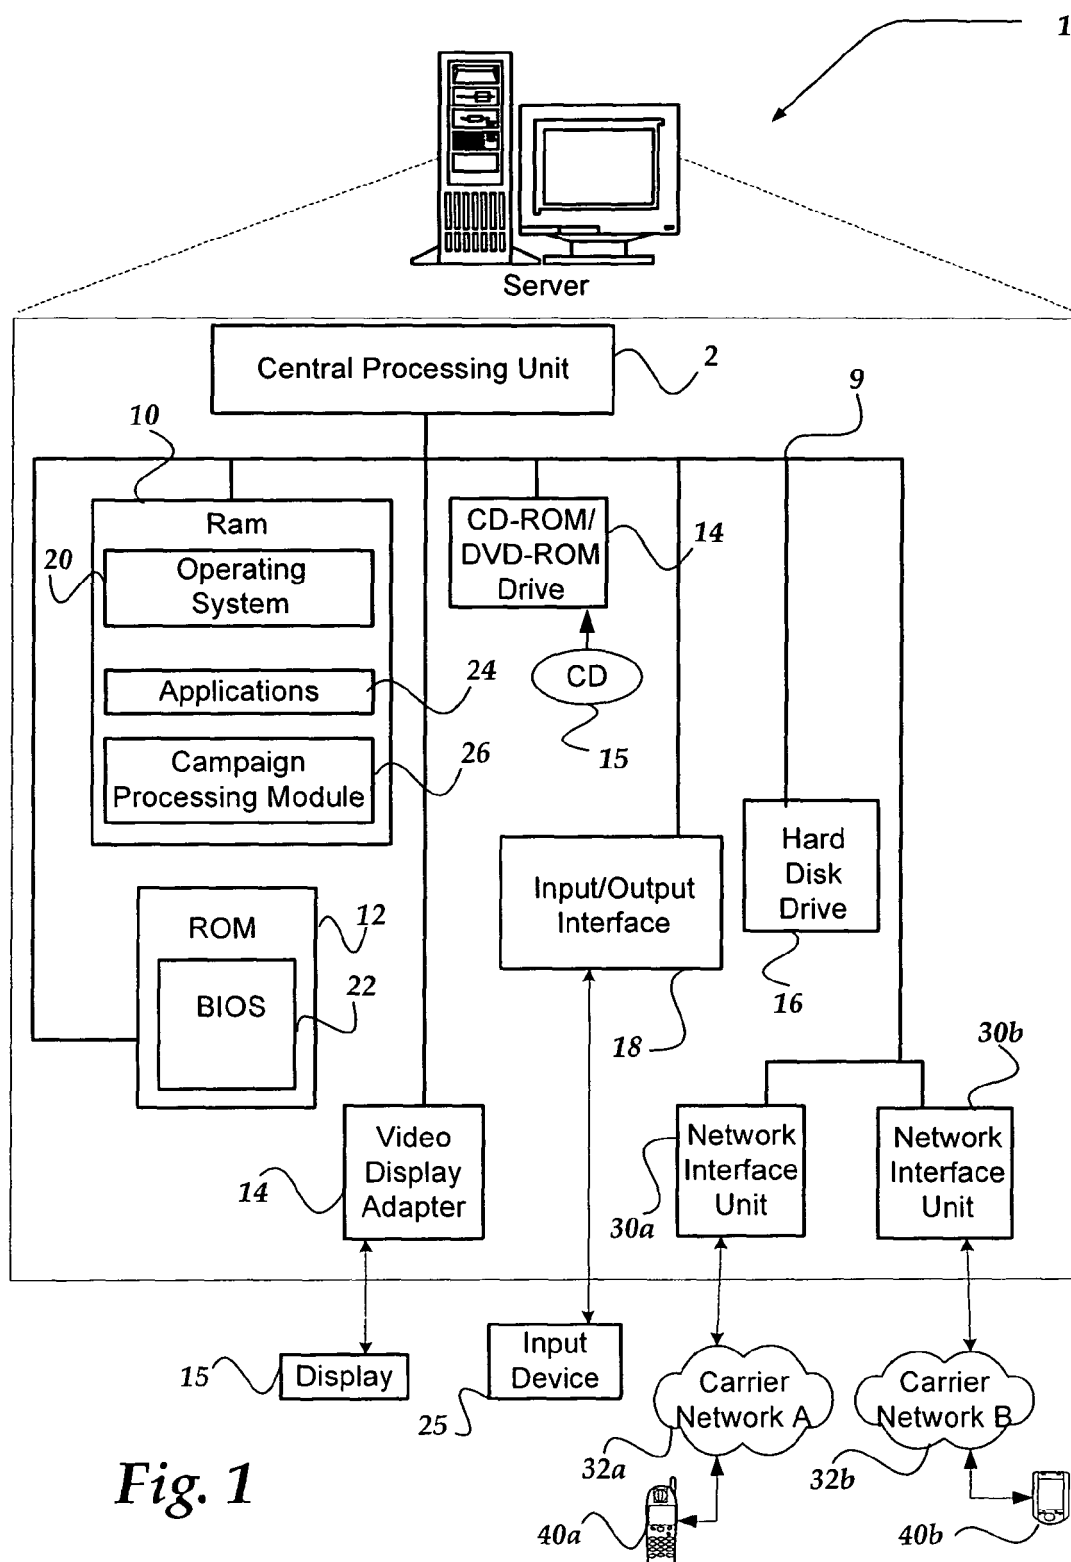 1
Server
Central Processing Unit
2
9
10
Ram
20
Operating
System
Applications
24
Campaign
Processing Module
26
CD-ROM/
DVD-ROM
Drive
14
CD
15
Input/Output
Interface
18
Hard
Disk
Drive
16
ROM
12
BIOS
22
Video
Display
Adapter
14
Network
Interface
Unit
30a
30b
Network
Interface
Unit
15
Display
Input
Device
25
Carrier
Network A
32a
Carrier
Network B
32b
40a
40b
Fig. 1